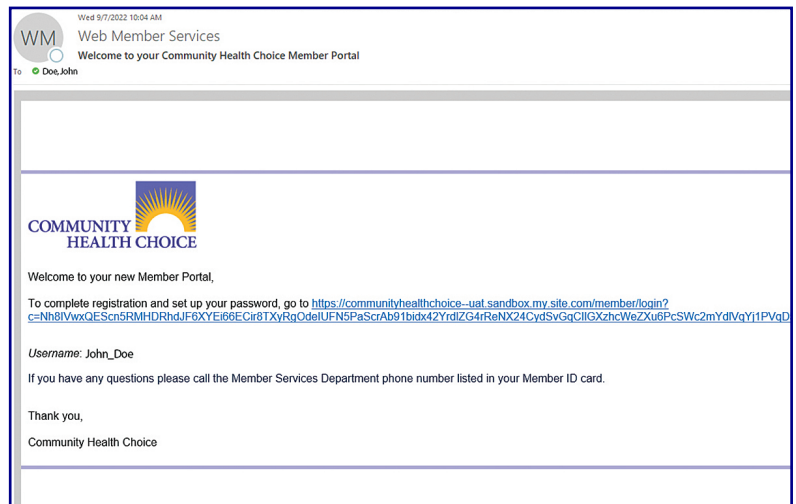 Wed 9/7/2022 10:04 AM
WM
Web Member Services
Welcome to your Community Health Choice Member Portal
To Doe,John
COMMUNITY
HEALTH CHOICE
Welcome to your new Member Portal,
To complete registration and set up your password, go to https://communityhealthchoice--uat.sandbox.my.site.com/member/login?
c=Nh8IVwxQEScn5RMHDRhdJF6XYEi66ECir8TXyRgOdeIUFN5PaScrAb91bidx42YrdlZG4rReNX24CydSvGqCIlGXzhcWeZXu6PcSWc2mYdlVqYj1PVqD
Username: John_Doe
If you have any questions please call the Member Services Department phone number listed in your Member ID card.
Thank you,
Community Health Choice